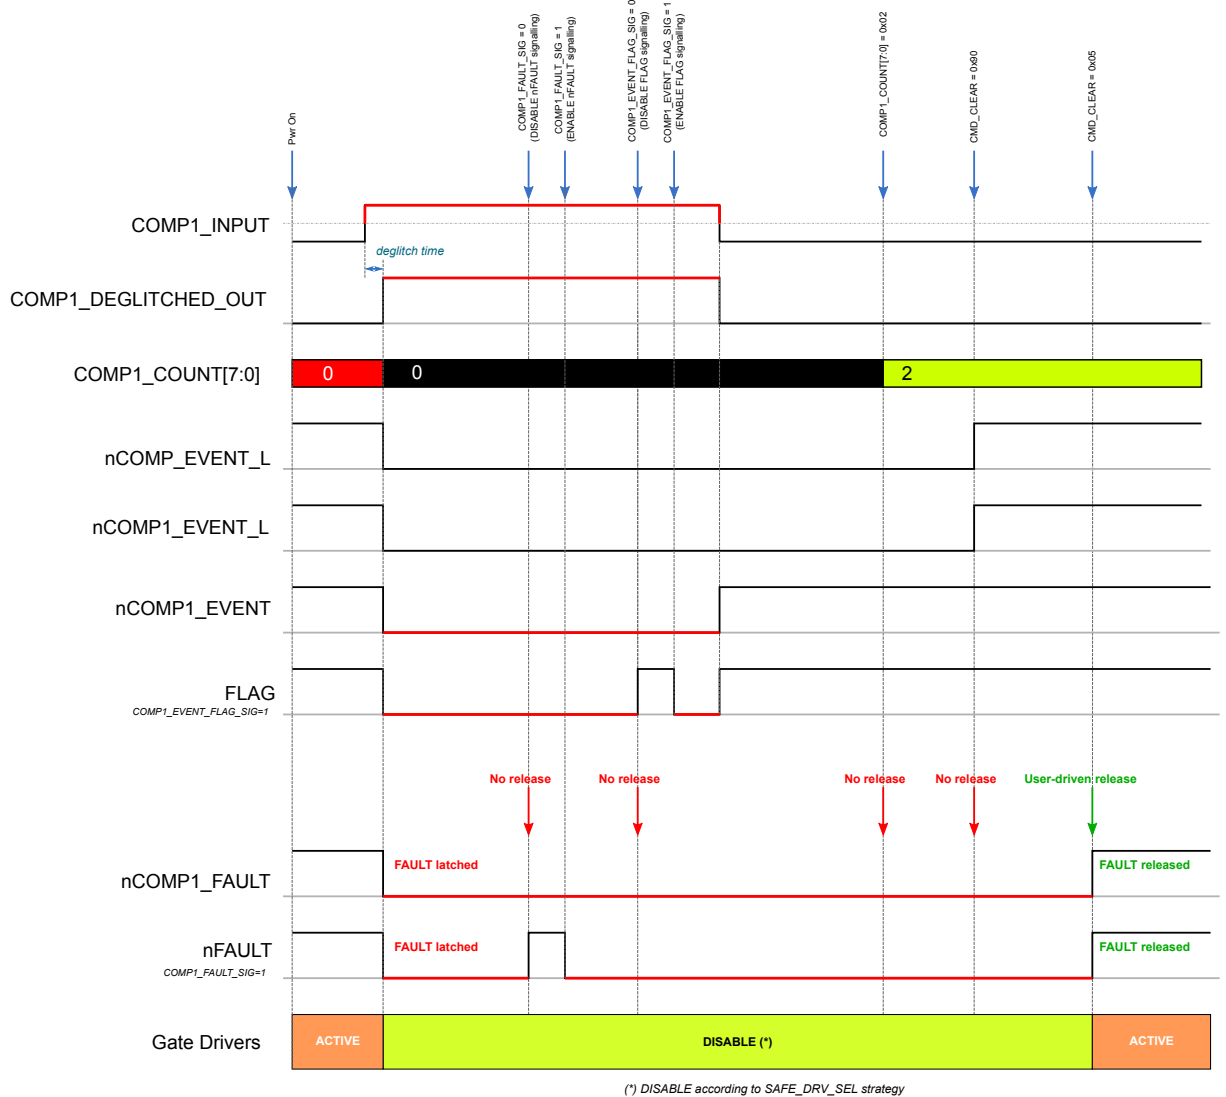 Pwr On
COMP1_FAULT_SIG = 0
(DISABLE nFAULT signalling)
COMP1_FAULT_SIG = 1
(ENABLE nFAULT signalling)
COMP1_EVENT_FLAG_SIG = 0
(DISABLE FLAG signalling)
COMP1_EVENT_FLAG_SIG = 1
(ENABLE FLAG signalling)
COMP1_COUNT[7:0] = 0x02
CMD_CLEAR = 0x90
CMD_CLEAR = 0x05
COMP1_INPUT
deglitch time
COMP1_DEGLITCHED_OUT
COMP1_COUNT[7:0]
0
0
2
nCOMP_EVENT_L
nCOMP1_EVENT_L
nCOMP1_EVENT
FLAG
COMP1_EVENT_FLAG_SIG=1
No release
No release
No release
No release
User-driven release
nCOMP1_FAULT
FAULT latched
FAULT released
nFAULT
COMP1_FAULT_SIG=1
FAULT latched
FAULT released
Gate Drivers
ACTIVE
DISABLE (*)
ACTIVE
(*) DISABLE according to SAFE_DRV_SEL strategy